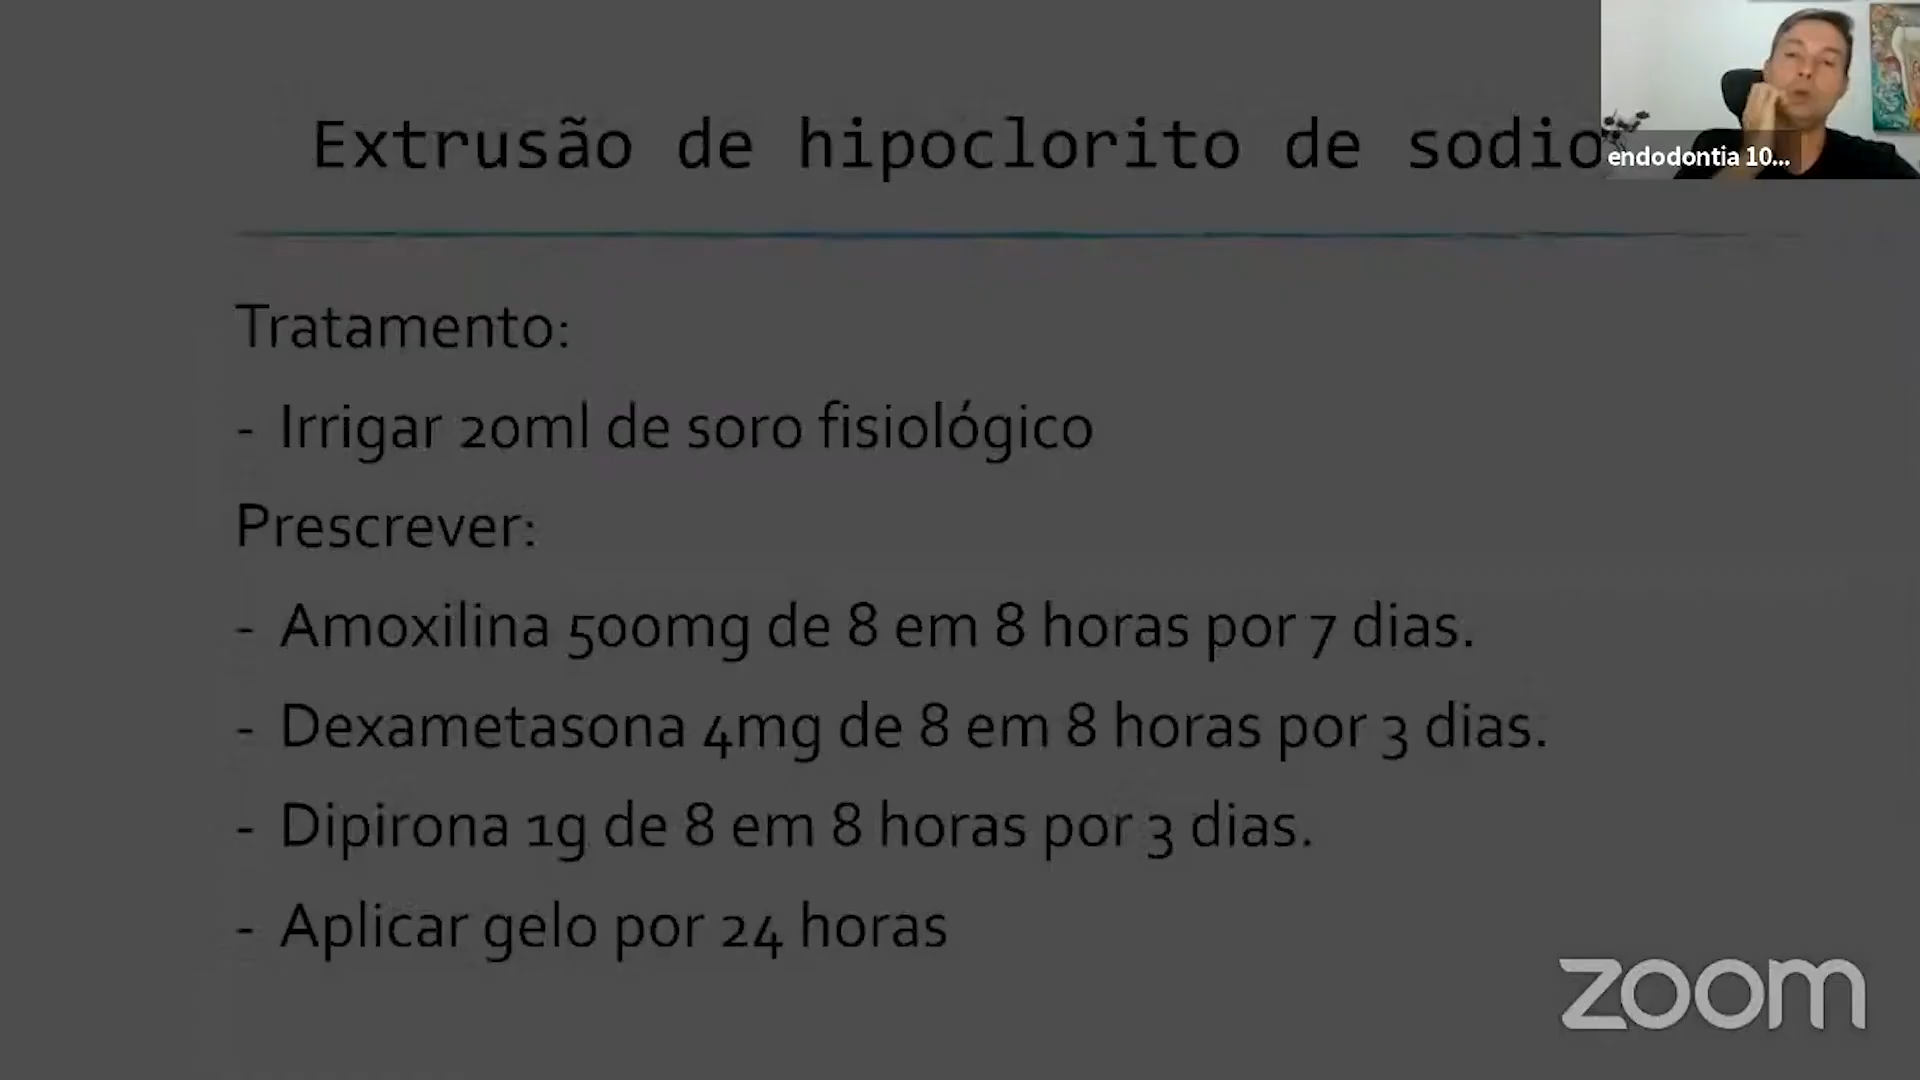 Extrusão de hipoclorito de sodio
endodontia 10...
Tratamento:
- Irrigar 20ml de soro fisiológico
Prescrever:
- Amoxilina 500mg de 8 em 8 horas por 7 dias.
- Dexametasona 4mg de 8 em 8 horas por 3 dias.
- Dipirona 1g de 8 em 8 horas por 3 dias.
- Aplicar gelo por 24 horas
zoom